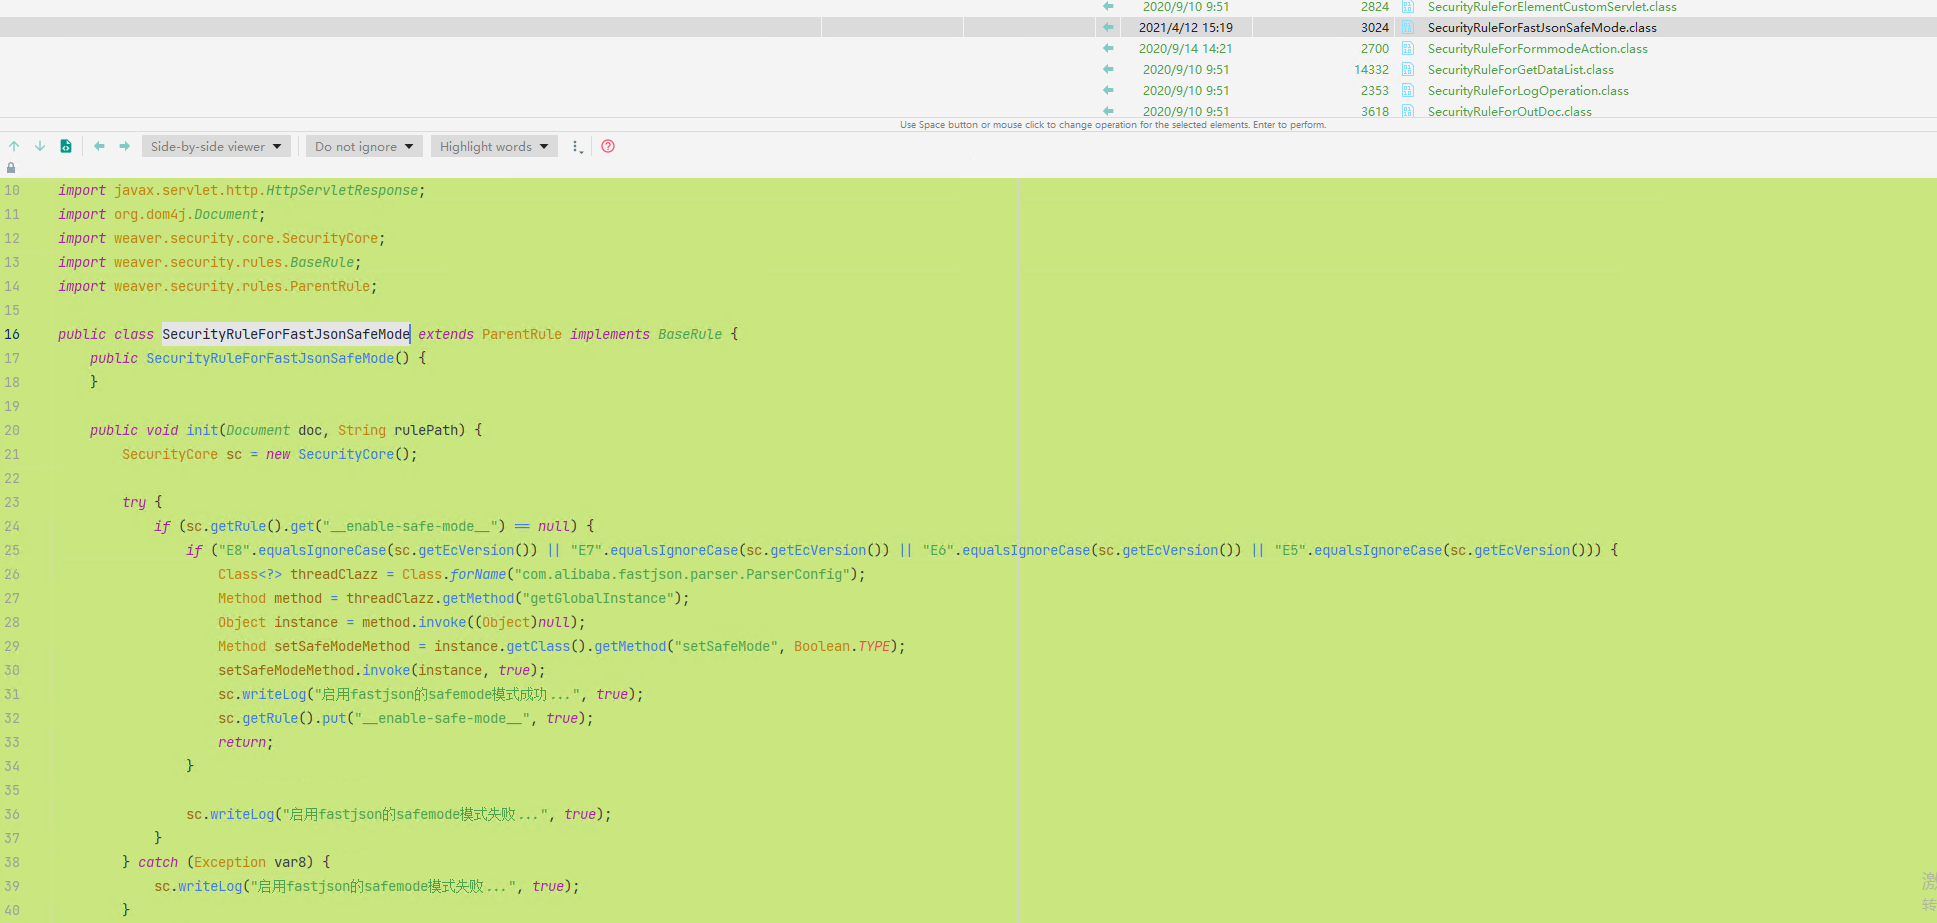 2020/9/10 9:51 2824 SecurityRuleForElementCustomServlet.class
2021/4/12 15:19 3024 SecurityRuleForFastJsonSafeMode.class
2020/9/14 14:21 2700 SecurityRuleForFormmodeAction.class
2020/9/10 9:51 14332 SecurityRuleForGetDataList.class
2020/9/10 9:51 2353 SecurityRuleForLogOperation.class
2020/9/10 9:51 3618 SecurityRuleForOutDoc.class
Use Space button or mouse click to change operation for the selected elements. Enter to perform.
Side-by-side viewer Do not ignore Highlight words
10 import javax.servlet.http.HttpServletResponse;
11 import org.dom4j.Document;
12 import weaver.security.core.SecurityCore;
13 import weaver.security.rules.BaseRule;
14 import weaver.security.rules.ParentRule;
15
16 public class SecurityRuleForFastJsonSafeMode extends ParentRule implements BaseRule {
17 public SecurityRuleForFastJsonSafeMode() {
18 }
19
20 public void init(Document doc, String rulePath) {
21 SecurityCore sc = new SecurityCore();
22
23 try {
24 if (sc.getRule().get("__enable-safe-mode__") == null) {
25 if ("E8".equalsIgnoreCase(sc.getEcVersion()) || "E7".equalsIgnoreCase(sc.getEcVersion()) || "E6".equalsIgnoreCase(sc.getEcVersion()) || "E5".equalsIgnoreCase(sc.getEcVersion())) {
26 Class<?> threadClazz = Class.forName("com.alibaba.fastjson.parser.ParserConfig");
27 Method method = threadClazz.getMethod("getGlobalInstance");
28 Object instance = method.invoke((Object)null);
29 Method setSafeModeMethod = instance.getClass().getMethod("setSafeMode", Boolean.TYPE);
30 setSafeModeMethod.invoke(instance, true);
31 sc.writeLog("启用fastjson的safemode模式成功...", true);
32 sc.getRule().put("__enable-safe-mode__", true);
33 return;
34 }
35
36 sc.writeLog("启用fastjson的safemode模式失败...", true);
37 }
38 } catch (Exception var8) {
39 sc.writeLog("启用fastjson的safemode模式失败...", true);
40 }
激
转